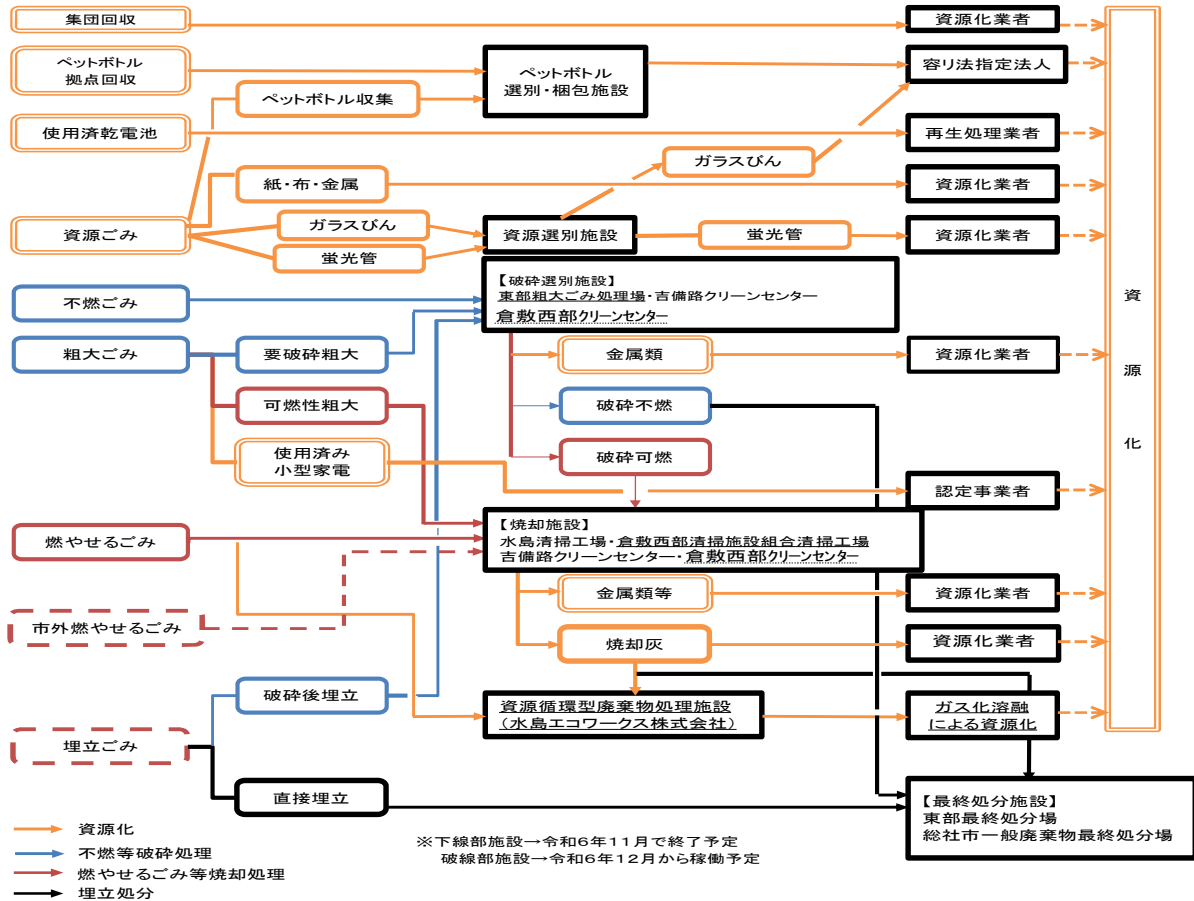 集団回収
資源化業者
ペットボトル
拠点回収
ペットボトル
選別・梱包施設
容リ法指定法人
ペットボトル収集
使用済乾電池
再生処理業者
ガラスびん
紙・布・金属
資源化業者
資源ごみ
ガラスびん
蛍光管
資源選別施設
蛍光管
資源化業者
資源化
不燃ごみ
【破砕選別施設】
東部粗大ごみ処理場・吉備路クリーンセンター
倉敷西部クリーンセンター
粗大ごみ
要破砕粗大
金属類
資源化業者
可燃性粗大
破砕不燃
使用済み
小型家電
破砕可燃
認定事業者
燃やせるごみ
【焼却施設】
水島清掃工場・倉敷西部清掃施設組合清掃工場
吉備路クリーンセンター・倉敷西部クリーンセンター
金属類等
資源化業者
市外燃やせるごみ
焼却灰
資源化業者
破砕後埋立
資源循環型廃棄物処理施設
(水島エコワークス株式会社)
ガス化溶融
による資源化
埋立ごみ
直接埋立
【最終処分施設】
東部最終処分場
総社市一般廃棄物最終処分場
資源化
不燃等破砕処理
燃やせるごみ等焼却処理
埋立処分
※下線部施設→令和6年11月で終了予定
破線部施設→令和6年12月から稼働予定